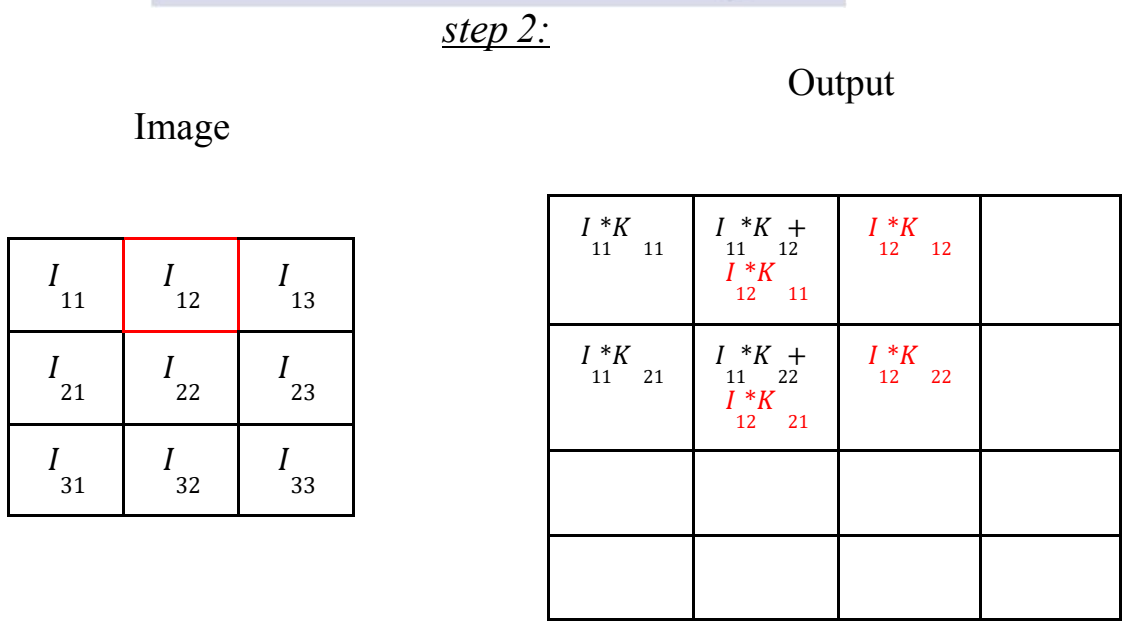 step 2:
Output
Image
I₁₁ I₁₂ I₁₃
I₂₁ I₂₂ I₂₃
I₃₁ I₃₂ I₃₃
I₁₁*K₁₁ I₁₁*K₁₂ + I₁₂*K₁₂
I₁₂*K₁₁
I₁₁*K₂₁ I₁₁*K₂₂ + I₁₂*K₂₂
I₁₂*K₂₁